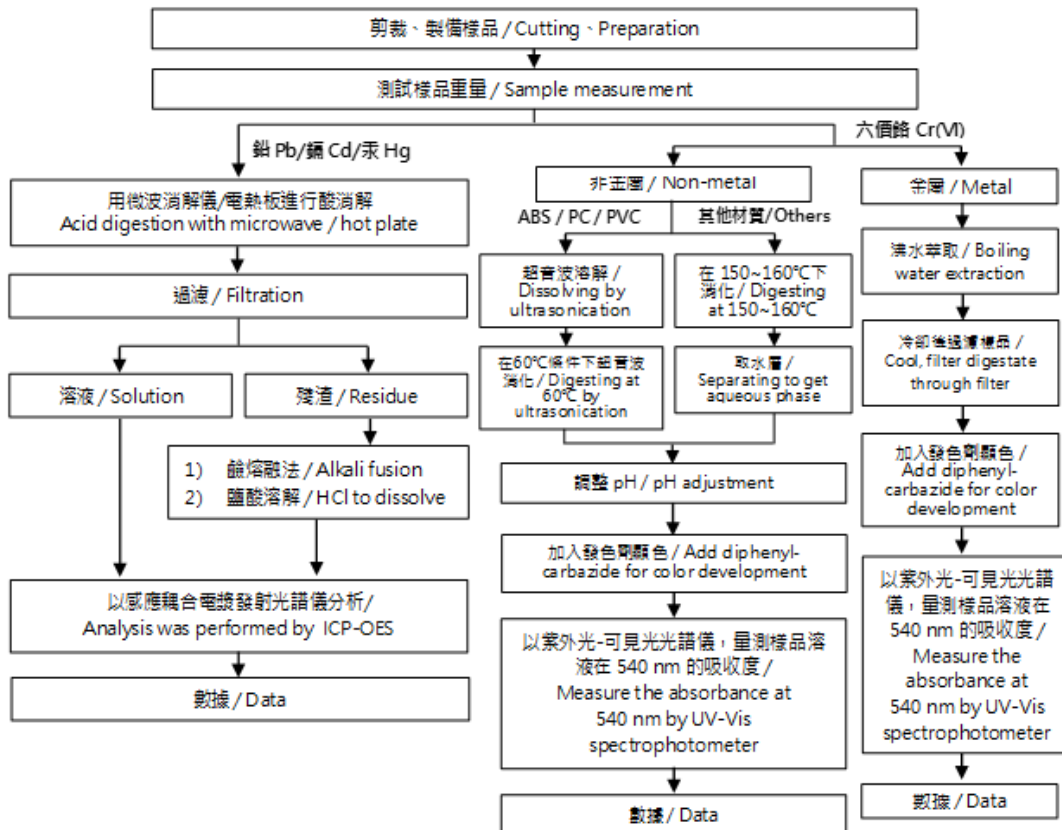 剪裁、製備樣品 / Cutting、Preparation
測試樣品重量 / Sample measurement
鉛 Pb/鎘 Cd/汞 Hg
用微波消解儀/電熱板進行酸消解
Acid digestion with microwave / hot plate
過濾 / Filtration
溶液 / Solution
殘渣 / Residue
1) 鹼熔融法 / Alkali fusion
2) 鹽酸溶解 / HCl to dissolve
以感應耦合電漿發射光譜儀分析/
Analysis was performed by ICP-OES
數據 / Data
六價鉻 Cr(VI)
非金屬 / Non-metal
ABS / PC / PVC
超音波溶解 /
Dissolving by
ultrasonication
在60℃條件下超音波
消化 / Digesting at
60℃ by
ultrasonication
其他材質/Others
在 150~160℃下
消化 / Digesting
at 150~160℃
取水層 /
Separating to get
aqueous phase
調整 pH / pH adjustment
加入發色劑顯色 / Add diphenyl-
carbazide for color development
以紫外光-可見光光譜儀，量測樣品溶
液在 540 nm 的吸收度 /
Measure the absorbance at
540 nm by UV-Vis
spectrophotometer
數據 / Data
金屬 / Metal
沸水萃取 / Boiling
water extraction
冷卻後過濾樣品 /
Cool, filter digestate
through filter
加入發色劑顯色 /
Add diphenyl-
carbazide for color
development
以紫外光-可見光光譜
儀，量測樣品溶液在
540 nm 的吸收度 /
Measure the
absorbance at
540 nm by UV-Vis
spectrophotometer
數據 / Data